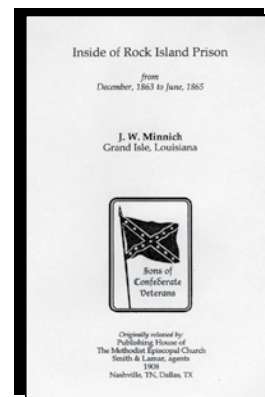 Inside of Rock Island Prison
from
December, 1863 to June, 1865
J. W. Minnich
Grand Isle, Louisiana
Sons of
Confederate
Veterans
Originally released by:
Publishing House of
The Methodist Episcopal Church
Smith & Lamar, agents
1908
Nashville, TN, Dallas, TX